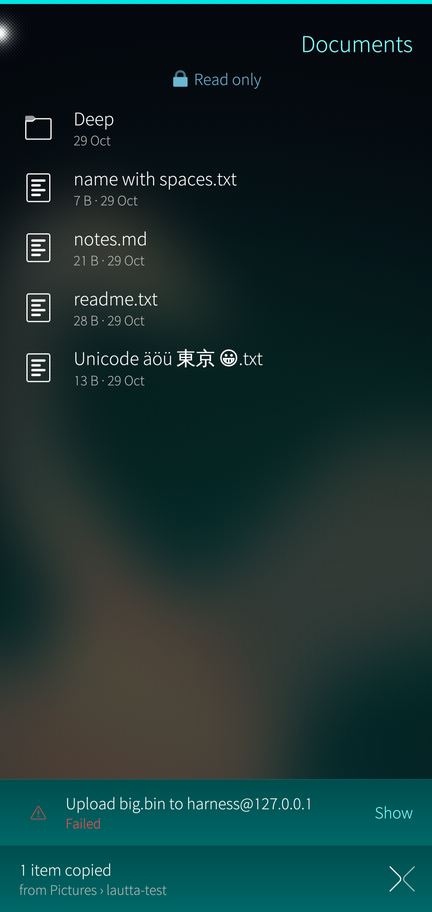 Documents
Read only
Deep
29 Oct
name with spaces.txt
7 B · 29 Oct
notes.md
21 B · 29 Oct
readme.txt
28 B · 29 Oct
Unicode äöü 東京 😀.txt
13 B · 29 Oct
Upload big.bin to harness@127.0.0.1
Failed
Show
1 item copied
from Pictures › lautta-test